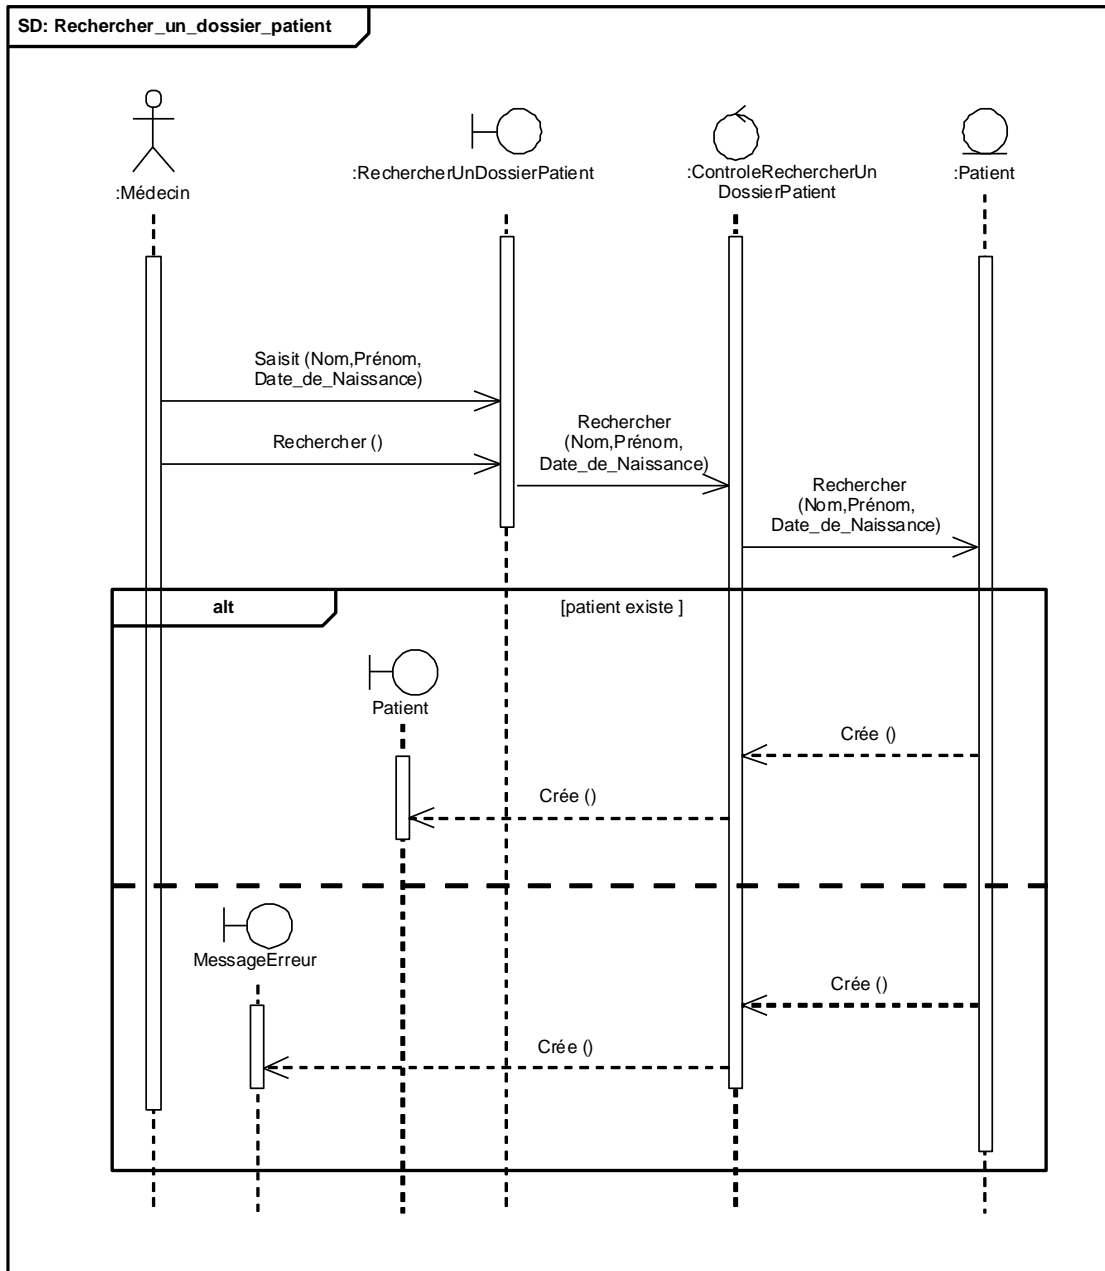 SD: Rechercher_un_dossier_patient
:Médecin
:RechercherUnDossierPatient
:ControleRechercherUn
DossierPatient
:Patient
Saisit (Nom,Prénom,
Date_de_Naissance)
Rechercher ()
Rechercher
(Nom,Prénom,
Date_de_Naissance)
Rechercher
(Nom,Prénom,
Date_de_Naissance)
alt
[patient existe ]
Patient
Crée ()
Crée ()
MessageErreur
Crée ()
Crée ()